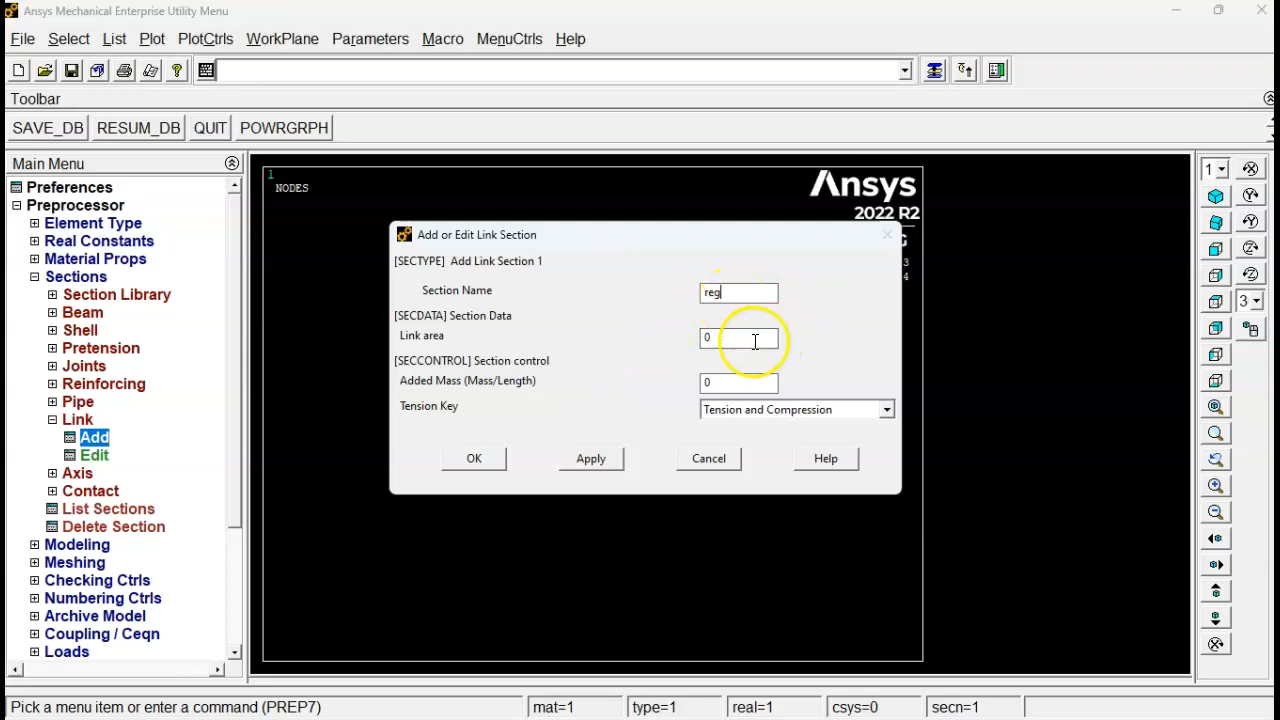 Ansys Mechanical Enterprise Utility Menu
File Select List Plot PlotCtrls WorkPlane Parameters Macro MenuCtrls Help
Toolbar
SAVE_DB RESUM_DB QUIT POWRGRPH
Main Menu
Preferences
Preprocessor
Element Type
Real Constants
Material Props
Sections
Section Library
Beam
Shell
Pretension
Joints
Reinforcing
Pipe
Link
Add
Edit
Axis
Contact
List Sections
Delete Section
Modeling
Meshing
Checking Ctrls
Numbering Ctrls
Archive Model
Coupling / Ceqn
Loads
1
NODES
Ansys
2022 R2
G
3
4
Add or Edit Link Section
[SECTYPE] Add Link Section 1
Section Name reg
[SECDATA] Section Data
Link area 0
[SECCONTROL] Section control
Added Mass (Mass/Length) 0
Tension Key Tension and Compression
OK Apply Cancel Help
1
3
Pick a menu item or enter a command (PREP7) mat=1 type=1 real=1 csys=0 secn=1